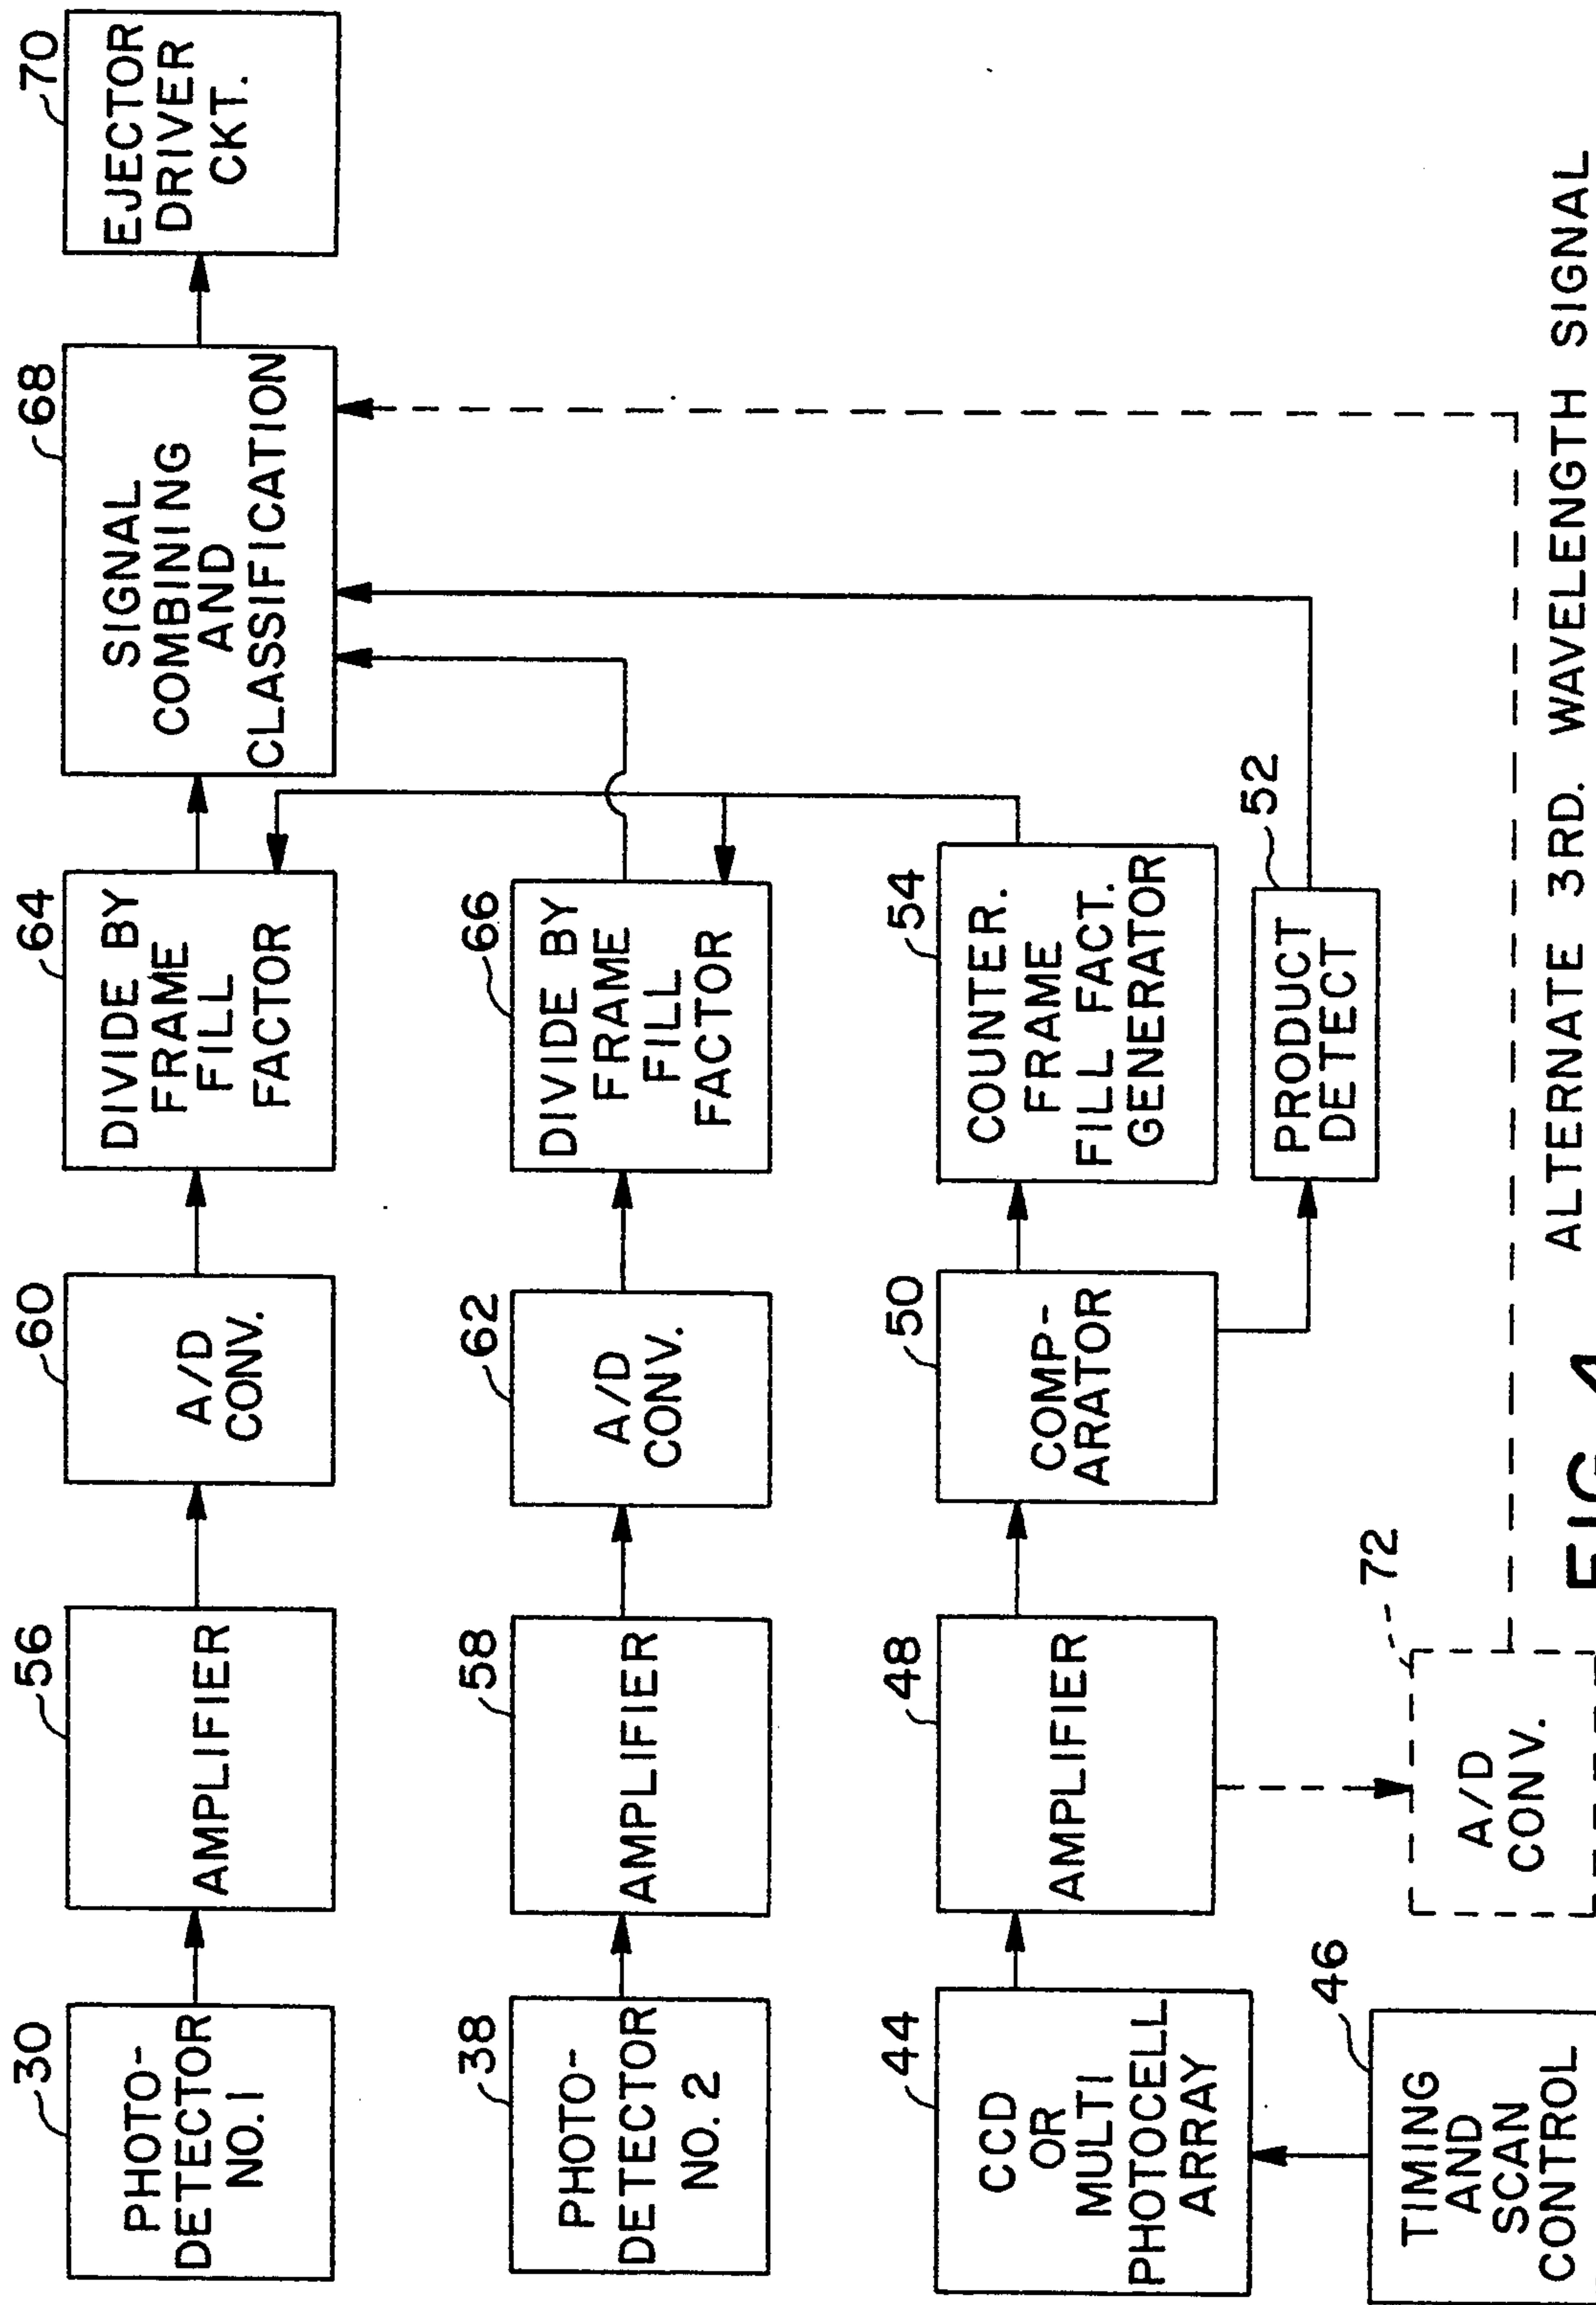 30
PHOTO-
DETECTOR
NO. 1
56
AMPLIFIER
60
A/D
CONV.
64
DIVIDE BY
FRAME
FILL
FACTOR
68
SIGNAL
COMBINING
AND
CLASSIFICATION
70
EJECTOR
DRIVER
CKT.
38
PHOTO-
DETECTOR
NO. 2
58
AMPLIFIER
62
A/D
CONV.
66
DIVIDE BY
FRAME
FILL
FACTOR
44
CCD
OR
MULTI
PHOTOCELL
ARRAY
48
AMPLIFIER
50
COMP-
ARATOR
54
COUNTER.
FRAME
FILL FACT.
GENERATOR
52
PRODUCT
DETECT
46
TIMING
AND
SCAN
CONTROL
72
A/D
CONV.
ALTERNATE 3RD. WAVELENGTH SIGNAL
FIG. 4